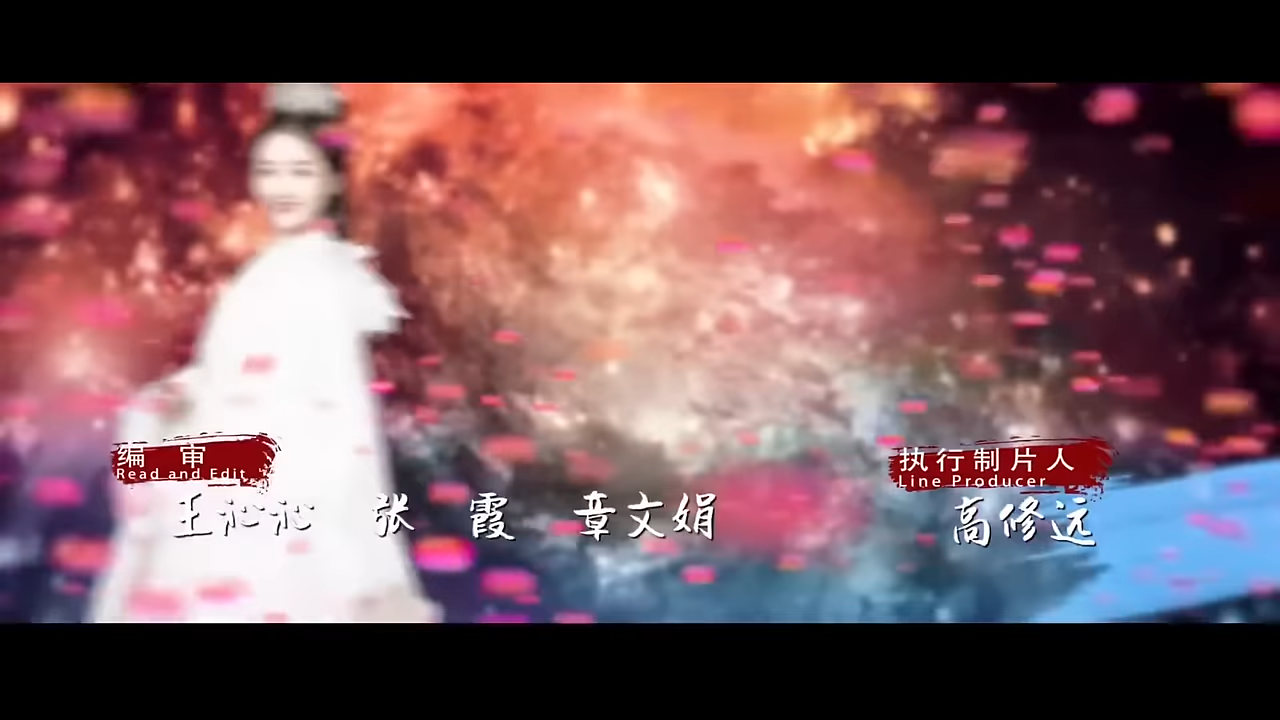 编 审
Read and Edit
王沁沁 张 霞 章文娟
执行制片人
Line Producer
高修远